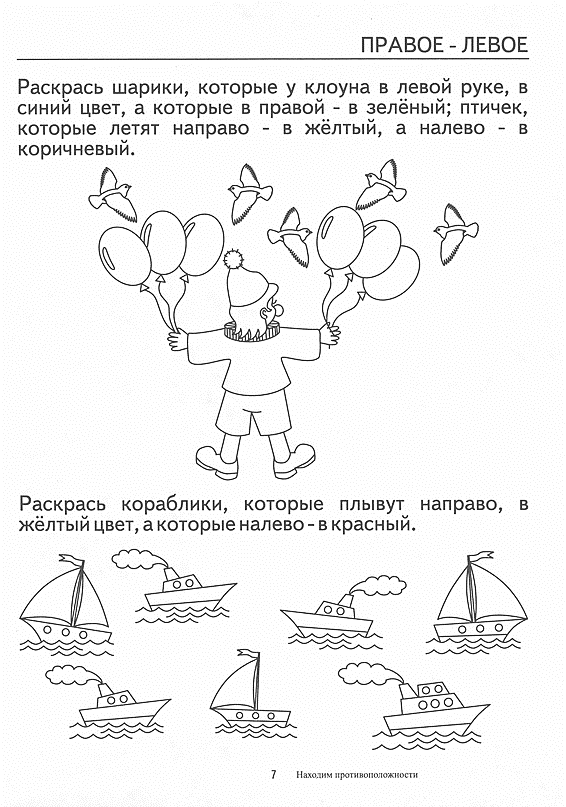 ПРАВОЕ - ЛЕВОЕ
Раскрась шарики, которые у клоуна в левой руке, в
синий цвет, а которые в правой - в зелёный; птичек,
которые летят направо - в жёлтый, а налево - в
коричневый.
Раскрась кораблики, которые плывут направо, в
жёлтый цвет, а которые налево - в красный.
7 Находим противоположности